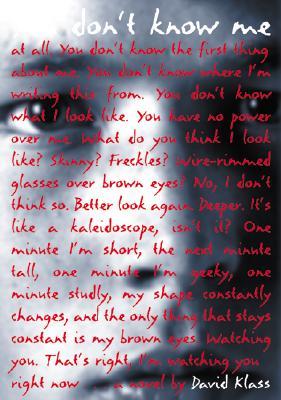 don't know me
at all. You don't know the first thing
about me. You don't know where I'm
writing this from. You don't know
what I look like. You have no power
over me. What do you think I look
like? Skinny? Freckles? Wire-rimmed
glasses over brown eyes? No, I don't
think so. Better look again. Deeper. It's
like a kaleidoscope, isn't it? One
minute I'm short, the next minute
tall, one minute I'm geeky, one
minute studly, my shape constantly
changes, and the only thing that stays
constant is my brown eyes. Watching
you. That's right, I'm watching you
right now a novel by David Klass